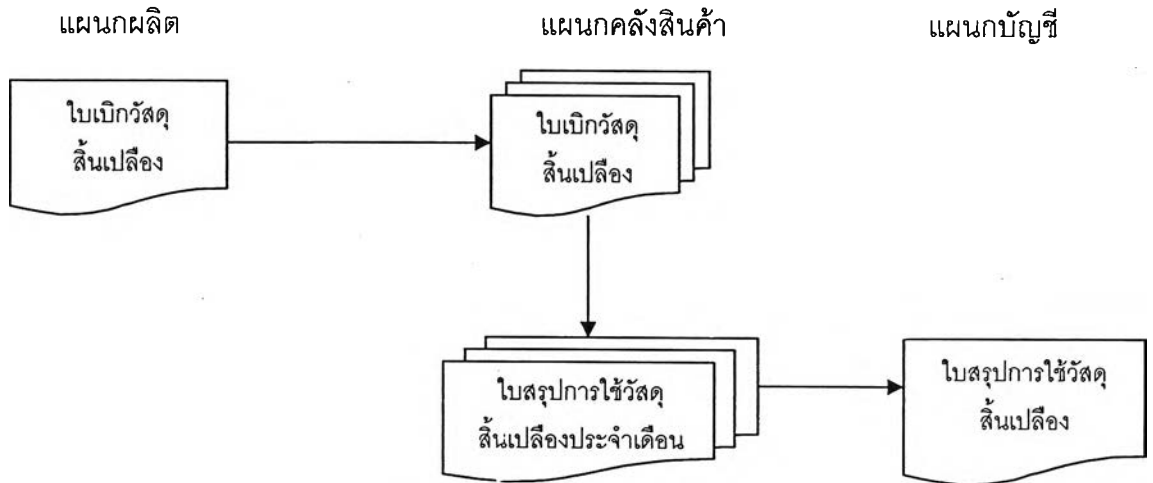 แผนกผลิต
แผนกคลังสินค้า
แผนกบัญชี
ใบเบิกวัสดุ
สิ้นเปลือง
ใบเบิกวัสดุ
สิ้นเปลือง
ใบสรุปการใช้วัสดุ
สิ้นเปลืองประจำเดือน
ใบสรุปการใช้วัสดุ
สิ้นเปลือง